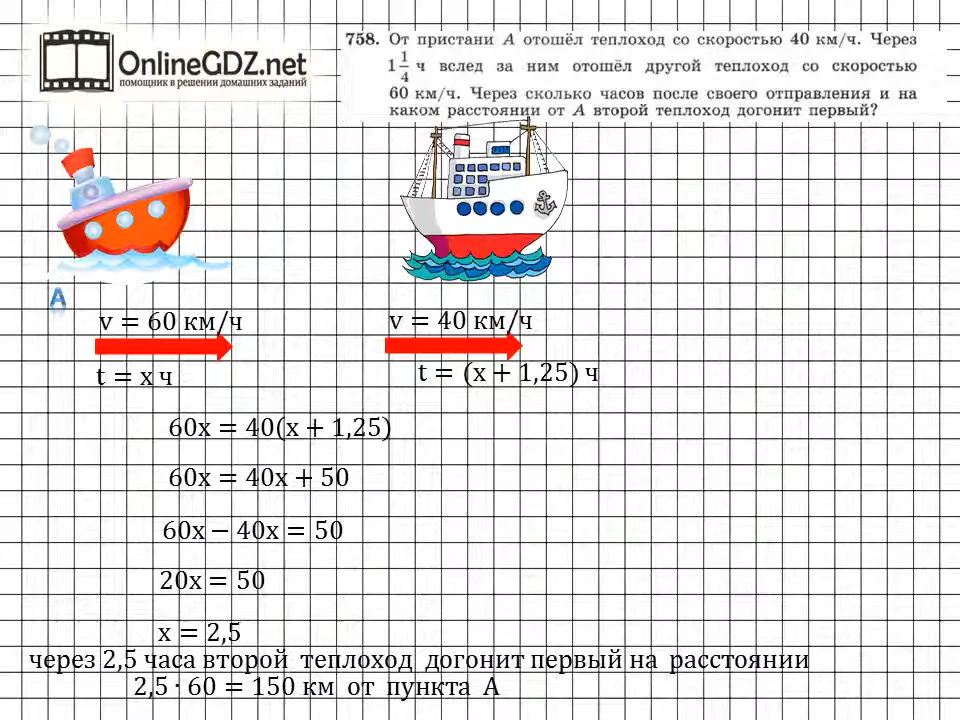 OnlineGDZ.net
помощник в решении домашних заданий
758. От пристани A отошёл теплоход со скоростью 40 км/ч. Через
1 1/4 ч вслед за ним отошёл другой теплоход со скоростью
60 км/ч. Через сколько часов после своего отправления и на
каком расстоянии от A второй теплоход догонит первый?
A
v = 60 км/ч
v = 40 км/ч
t = x ч
t = (x + 1,25) ч
60x = 40(x + 1,25)
60x = 40x + 50
60x − 40x = 50
20x = 50
x = 2,5
через 2,5 часа второй теплоход догонит первый на расстоянии
2,5 · 60 = 150 км от пункта А